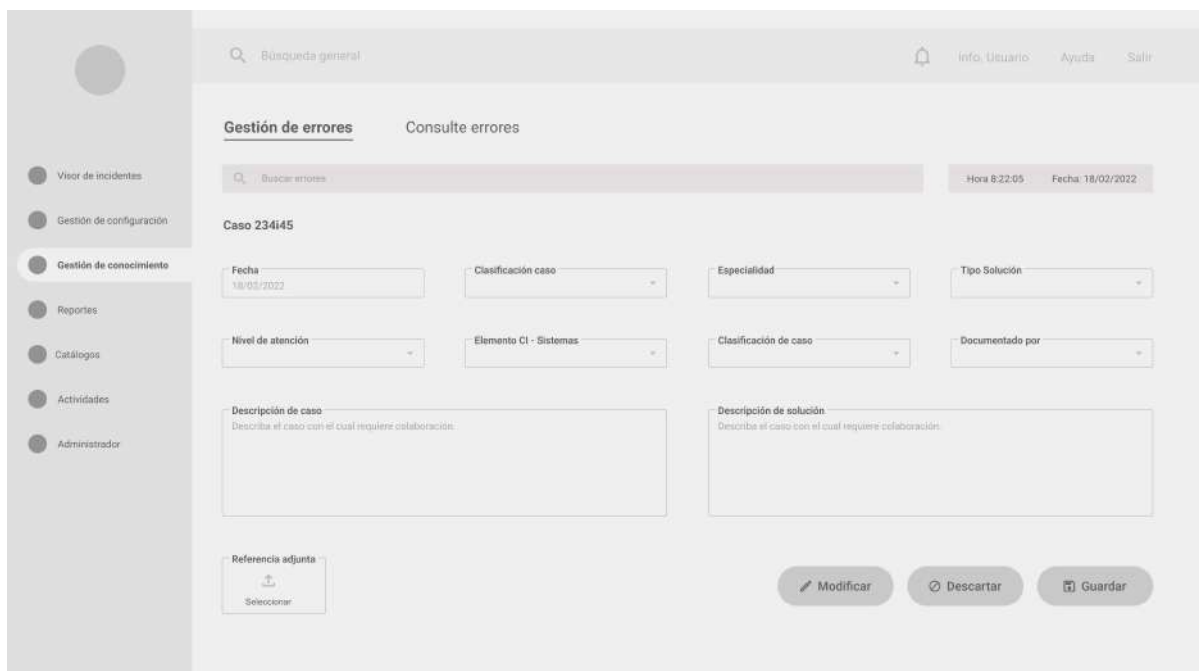 Búsqueda general
Info. Usuario
Ayuda
Salir
Visor de incidentes
Gestión de configuración
Gestión de conocimiento
Reportes
Catálogos
Actividades
Administrador
Gestión de errores
Consulte errores
Buscar errores
Hora 8:22:05
Fecha: 18/02/2022
Caso 234i45
Fecha
18/02/2022
Clasificación caso
Especialidad
Tipo Solución
Nivel de atención
Elemento CI - Sistemas
Clasificación de caso
Documentado por
Descripción de caso
Describa el caso con el cual requiere colaboración.
Descripción de solución
Describa el caso con el cual requiere colaboración.
Referencia adjunta
Seleccionar
Modificar
Descartar
Guardar